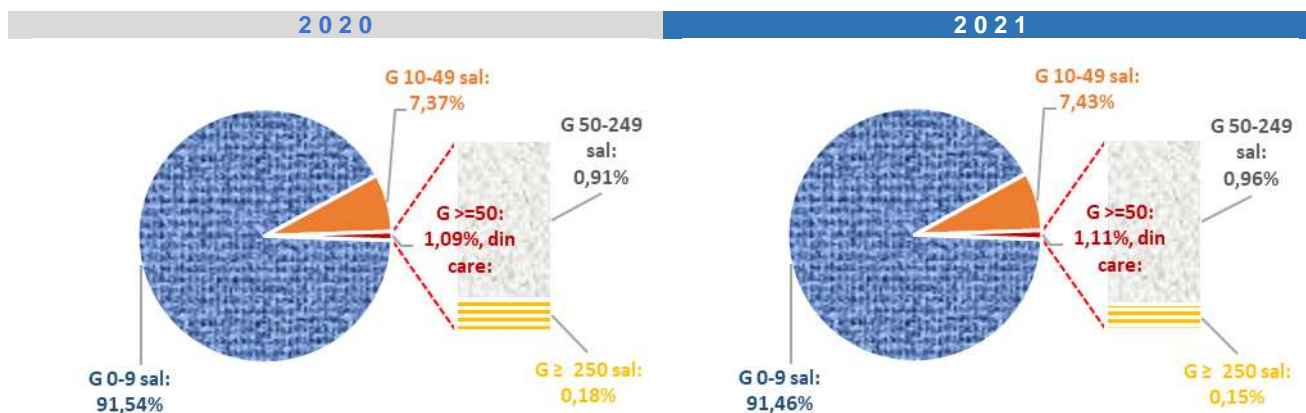 2020
G 10-49 sal:
7,37%
G 50-249
sal:
0,91%
G >=50:
1,09%, din
care:
G ≥ 250 sal:
0,18%
G 0-9 sal:
91,54%
2021
G 10-49 sal:
7,43%
G 50-249
sal:
0,96%
G >=50:
1,11%, din
care:
G ≥ 250 sal:
0,15%
G 0-9 sal:
91,46%